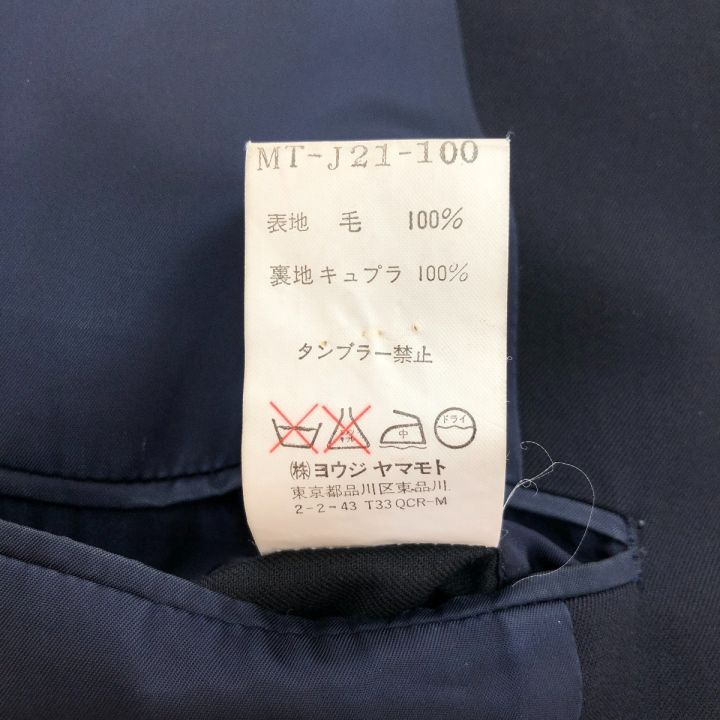 MT-J21-100
表地 毛 100%
裏地 キュプラ 100%
タンブラー禁止
中 ドライ
㈱ヨウジ ヤマモト
東京都品川区東品川
2-2-43 T33 QCR-M